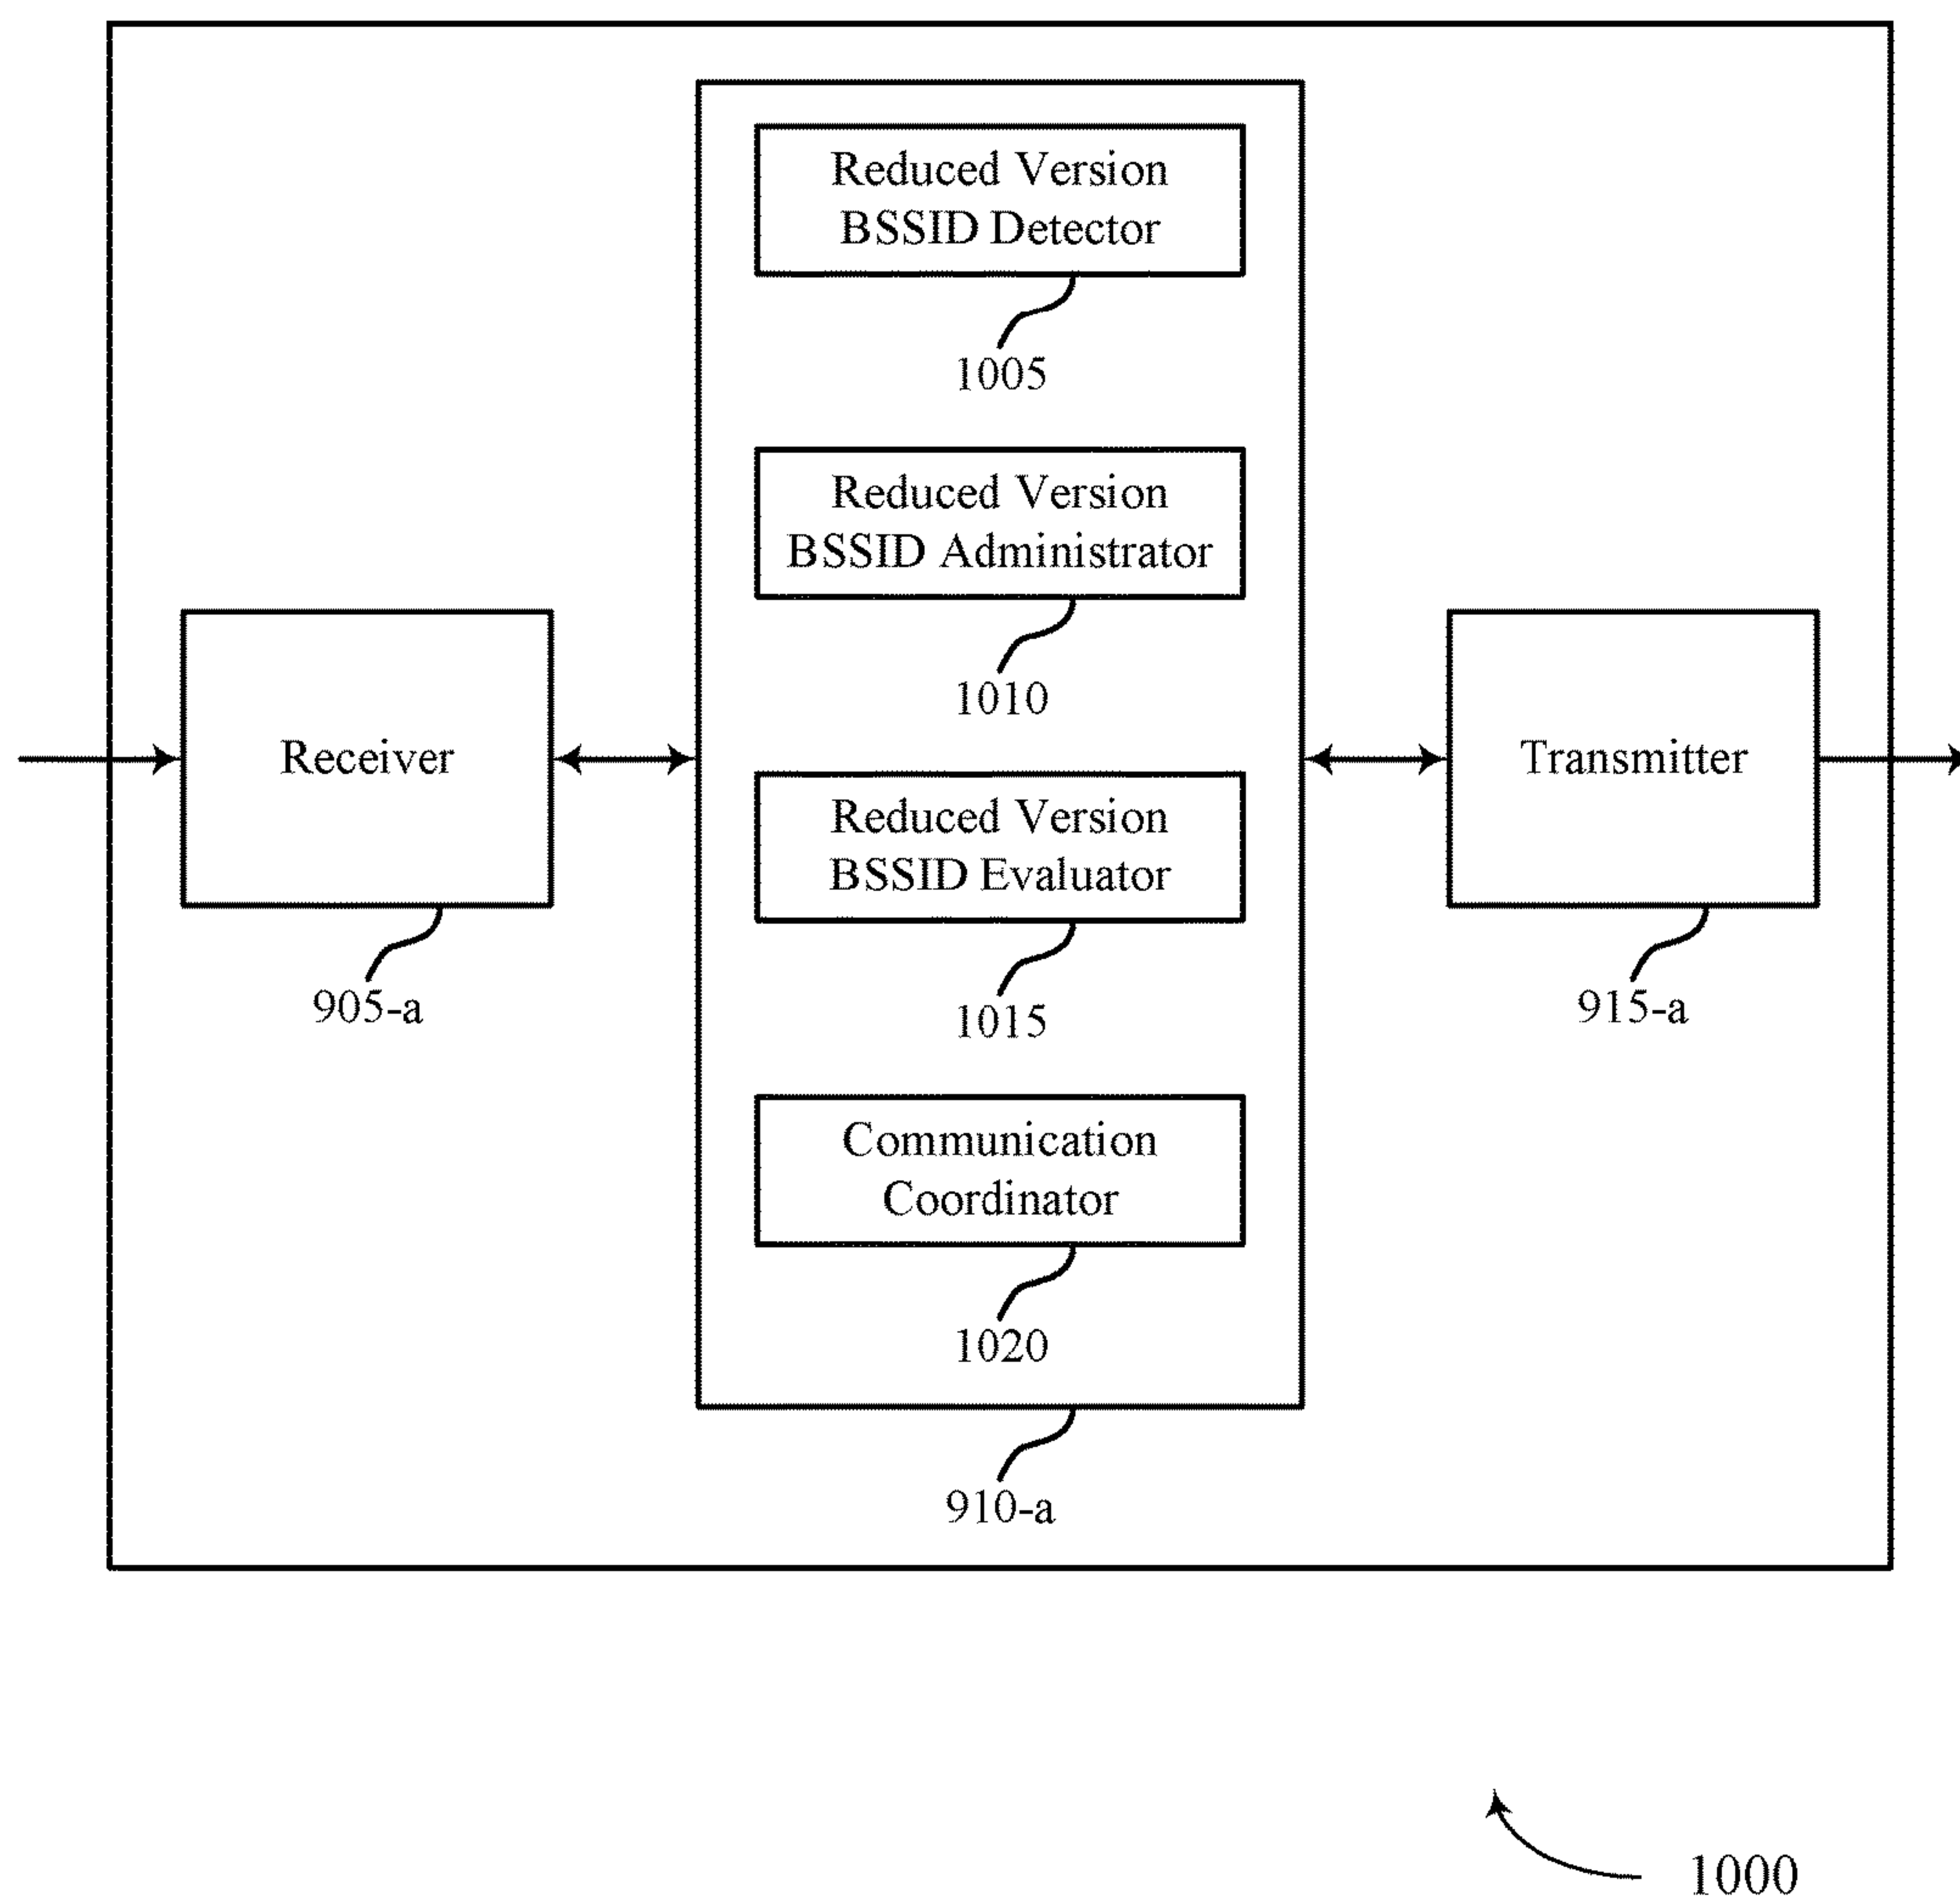 Reduced Version
BSSID Detector
1005
Reduced Version
BSSID Administrator
1010
Receiver
905-a
Reduced Version
BSSID Evaluator
1015
Transmitter
915-a
Communication
Coordinator
1020
910-a
1000